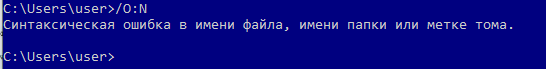 C:\Users\user>/O:N
Синтаксическая ошибка в имени файла, имени папки или метке тома.
C:\Users\user>